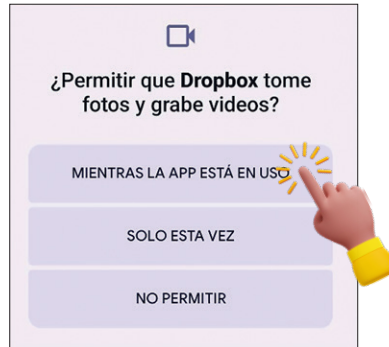 ¿Permitir que Dropbox tome
fotos y grabe videos?
MIENTRAS LA APP ESTÁ EN USO
SOLO ESTA VEZ
NO PERMITIR